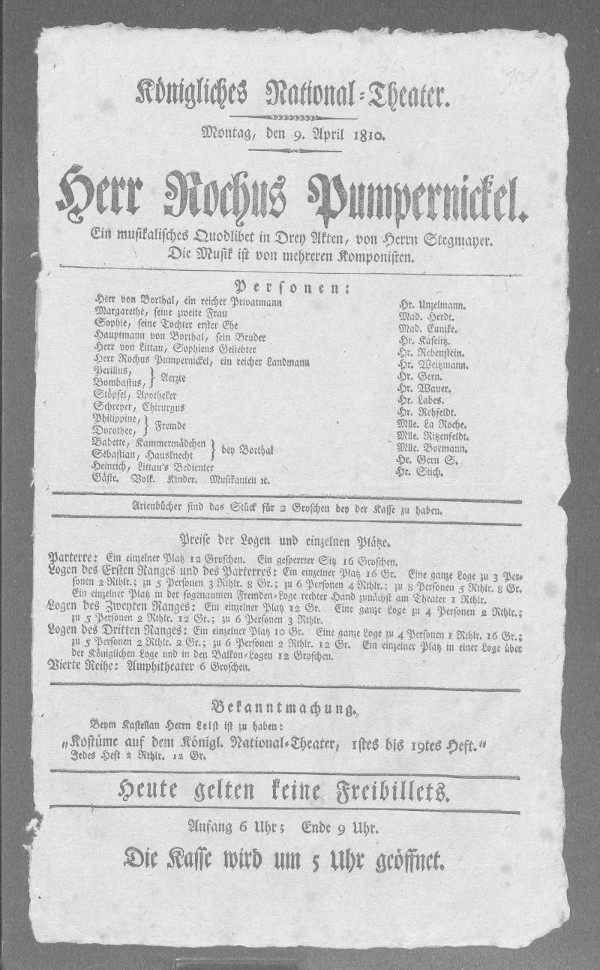 101
Königliches National-Theater.
Montag, den 9. April 1810.
Herr Rochus Pumpernickel.
Ein musikalisches Quodlibet in Drey Akten, von Herrn Stegmayer.
Die Musik ist von mehreren Komponisten.
Personen:
Herr von Borthal, ein reicher Privatmann Hr. Unzelmann.
Margarethe, seine zweite Frau Mad. Herdt.
Sophie, seine Tochter erster Ehe Mad. Eunike.
Hauptmann von Borthal, sein Bruder Hr. Kaselitz.
Herr von Littau, Sophiens Geliebter Hr. Rebenstein.
Herr Rochus Pumpernickel, ein reicher Landmann Hr. Weitzmann.
Perillus, } Aerzte Hr. Gern.
Bombastus, Hr. Wauer.
Stößel, Apotheker Hr. Labes.
Schreyer, Chirurgus Hr. Rehfeldt.
Philippine, } Fremde Mlle. La Roche.
Dorothee, Mlle. Ritzenfeldt.
Babette, Kammermädchen } bey Borthal Mlle. Bormann.
Sebastian, Hausknecht Hr. Gern S.
Heinrich, Littau's Bedienter Hr. Stich.
Gäste. Volk. Kinder. Musikanten ꝛc.
Arienbücher sind das Stück für 2 Groschen bey der Kasse zu haben.
Preise der Logen und einzelnen Plätze.
Parterre: Ein einzelner Platz 12 Groschen. Ein gesperrter Sitz 16 Groschen.
Logen des Ersten Ranges und des Parterres: Ein einzelner Platz 16 Gr. Eine ganze Loge zu 3 Per-
sonen 2 Rthlr.; zu 5 Personen 3 Rthlr. 8 Gr.; zu 6 Personen 4 Rthlr.; zu 8 Personen 5 Rthlr. 8 Gr.
Ein einzelner Platz in der sogenannten Fremden-Loge rechter Hand zunächst am Theater 1 Rthlr.
Logen des Zweyten Ranges: Ein einzelner Platz 12 Gr. Eine ganze Loge zu 4 Personen 2 Rthlr.;
zu 5 Personen 2 Rthlr. 12 Gr.; zu 6 Personen 3 Rthlr.
Logen des Dritten Ranges: Ein einzelner Platz 10 Gr. Eine ganze Loge zu 4 Personen 1 Rthlr. 16 Gr.;
zu 5 Personen 2 Rthlr. 2 Gr.; zu 6 Personen 2 Rthlr. 12 Gr. Ein einzelner Platz in einer Loge über
der Königlichen Loge und in den Balkon-Logen 12 Groschen.
Vierte Reihe: Amphitheater 6 Groschen.
Bekanntmachung.
Beym Kastellan Herrn Leist ist zu haben:
„Kostüme auf dem Königl. National-Theater, 1stes bis 19tes Heft.“
Jedes Heft 2 Rthlr. 12 Gr.
Heute gelten keine Freibillets.
Anfang 6 Uhr; Ende 9 Uhr.
Die Kasse wird um 5 Uhr geöffnet.